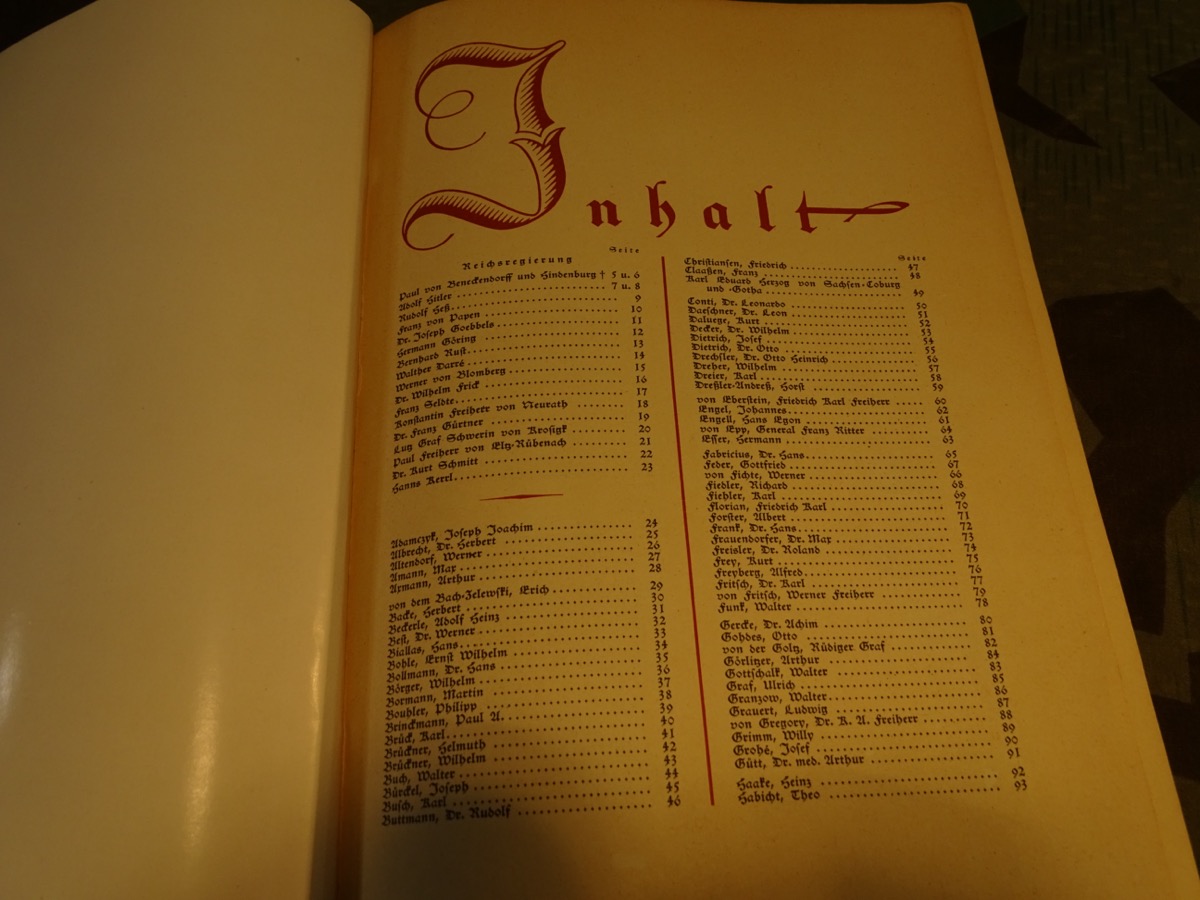 Inhalt
Seite
Reichsregierung
Paul von Beneckendorff und Hindenburg † 5 u. 6
Adolf Hitler 7 u. 8
Rudolf Heß 9
Franz von Papen 10
Dr. Joseph Goebbels 11
Hermann Göring 12
Bernhard Rust 13
Walther Darré 14
Werner von Blomberg 15
Dr. Wilhelm Frick 16
Franz Seldte 17
Konstantin Freiherr von Neurath 18
Dr. Franz Gürtner 19
Lutz Graf Schwerin von Krosigk 20
Paul Freiherr von Eltz-Rübenach 21
Dr. Kurt Schmitt 22
Hanns Kerrl 23
Adamczyk, Joseph Joachim 24
Albrecht, Dr. Herbert 25
Altendorf, Werner 26
Amann, Max 27
Axmann, Arthur 28
von dem Bach-Zelewski, Erich 29
Backe, Herbert 30
Beckerle, Adolf Heinz 31
Best, Dr. Werner 32
Biallas, Hans 33
Bohle, Ernst Wilhelm 34
Bollmann, Dr. Hans 35
Börger, Wilhelm 36
Bormann, Martin 37
Bouhler, Philipp 38
Brinckmann, Paul A. 39
Brück, Karl 40
Brückner, Helmuth 41
Brückner, Wilhelm 42
Buch, Walter 43
Bürckel, Joseph 44
Busch, Karl 45
Buttmann, Dr. Rudolf 46
Seite
Christiansen, Friedrich 47
Claaßen, Franz 48
Karl Eduard Herzog von Sachsen-Coburg
und -Gotha 49
Conti, Dr. Leonardo 50
Daeschner, Dr. Leon 51
Daluege, Kurt 52
Decker, Dr. Wilhelm 53
Dietrich, Josef 54
Dietrich, Dr. Otto 55
Drechsler, Dr. Otto Heinrich 56
Dreher, Wilhelm 57
Dreier, Karl 58
Dreßler-Andreß, Horst 59
von Eberstein, Friedrich Karl Freiherr 60
Engel, Johannes 62
Engell, Hans Egon 61
von Epp, General Franz Ritter 64
Esser, Hermann 63
Fabricius, Dr. Hans 65
Feder, Gottfried 67
von Fichte, Werner 66
Fiedler, Richard 68
Fiehler, Karl 69
Florian, Friedrich Karl 70
Forster, Albert 71
Frank, Dr. Hans 72
Frauendorfer, Dr. Max 73
Freisler, Dr. Roland 74
Frey, Kurt 75
Freyberg, Alfred 76
Fritsch, Dr. Karl 77
von Fritsch, Werner Freiherr 79
Funk, Walter 78
Gercke, Dr. Achim 80
Gohdes, Otto 81
von der Goltz, Rüdiger Graf 82
Görlitzer, Arthur 84
Gottschalk, Walter 83
Graf, Ulrich 85
Granzow, Walter 86
Grauert, Ludwig 87
von Gregory, Dr. K. A. Freiherr 88
Grimm, Willy 89
Grohé, Josef 90
Gütt, Dr. med. Arthur 91
Haake, Heinz 92
Habicht, Theo 93